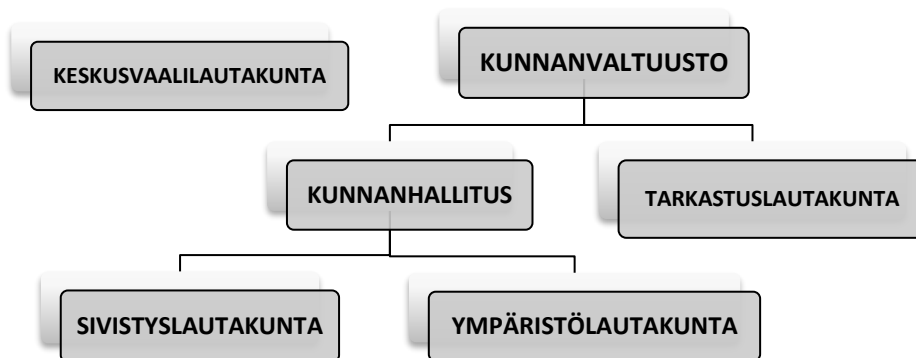 KESKUSVAALILAUTAKUNTA
KUNNANVALTUUSTO
KUNNANHALLITUS
TARKASTUSLAUTAKUNTA
SIVISTYSLAUTAKUNTA
YMPÄRISTÖLAUTAKUNTA